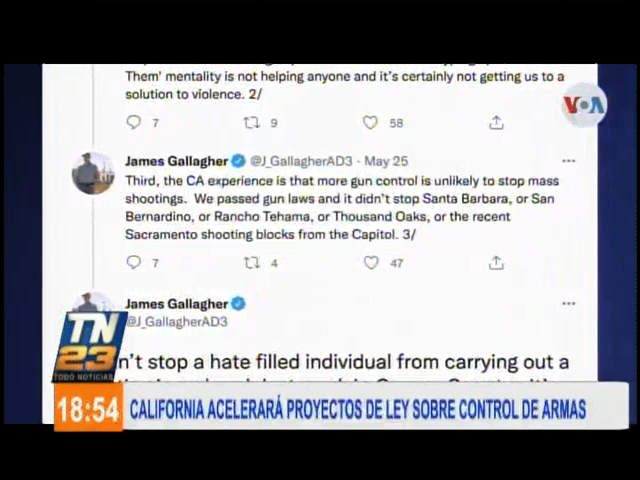 Them' mentality is not helping anyone and it's certainly not getting us to a
solution to violence. 2/
7 9 58
VOA
James Gallagher @J_GallagherAD3 · May 25 ···
Third, the CA experience is that more gun control is unlikely to stop mass
shootings. We passed gun laws and it didn't stop Santa Barbara, or San
Bernardino, or Rancho Tehama, or Thousand Oaks, or the recent
Sacramento shooting blocks from the Capitol. 3/
7 4 47
James Gallagher ···
@J_GallagherAD3
n't stop a hate filled individual from carrying out a
TN
23
TODO NOTICIAS
18:54 CALIFORNIA ACELERARÁ PROYECTOS DE LEY SOBRE CONTROL DE ARMAS